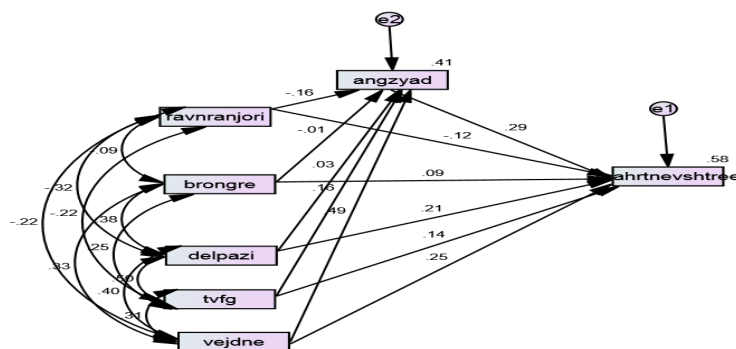 e2
.41
angzyad
-.16
e1
ravnranjori
.29
-.01
-.12
.58
-.09
.03
brongre
.09
ahrtnevshtree
-.32
.16
-.22
-.22
.49
.38
.21
.25
delpazi
.14
.33
.50
.25
.40
tvfg
.31
vejdne